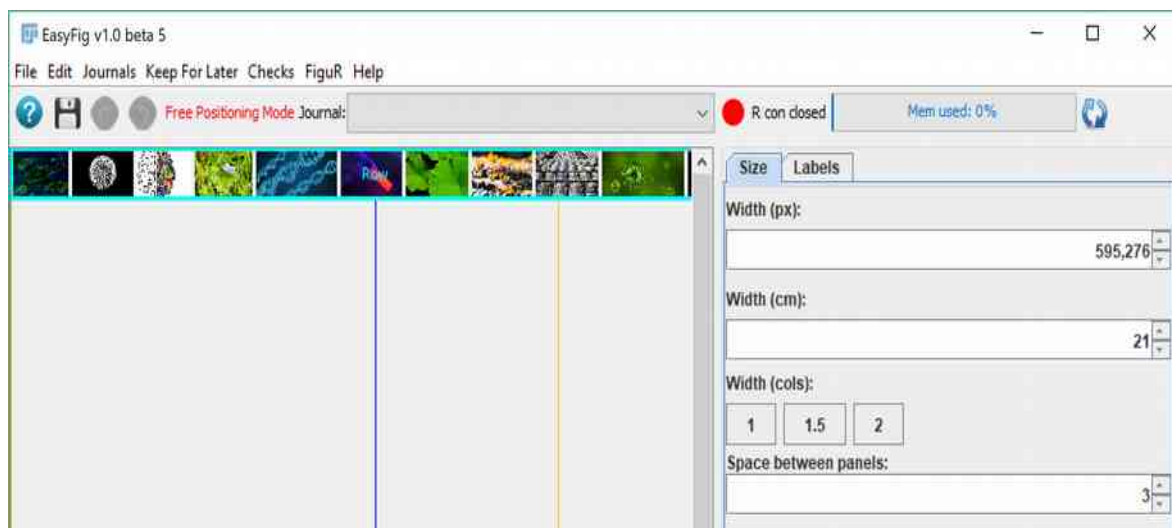 EasyFig v1.0 beta 5
File Edit Journals Keep For Later Checks FiguR Help
? Free Positioning Mode Journal: R con closed Mem used: 0%
Row
Size Labels
Width (px):
595,276
Width (cm):
21
Width (cols):
1 1.5 2
Space between panels:
3